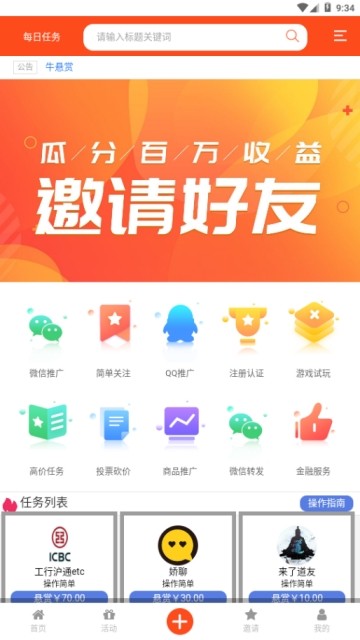 9:34
每日任务
请输入标题关键词
公告 牛悬赏
瓜/分/百/万/收/益
邀请好友
微信推广 简单关注 QQ推广 注册认证 游戏试玩
高价任务 投票砍价 商品推广 微信转发 金融服务
任务列表 操作指南
ICBC
工行沪通etc 娇聊 来了道友
操作简单 操作简单 操作简单
悬赏￥70.00 悬赏￥30.00 悬赏￥10.00
首页 活动 邀请 我的